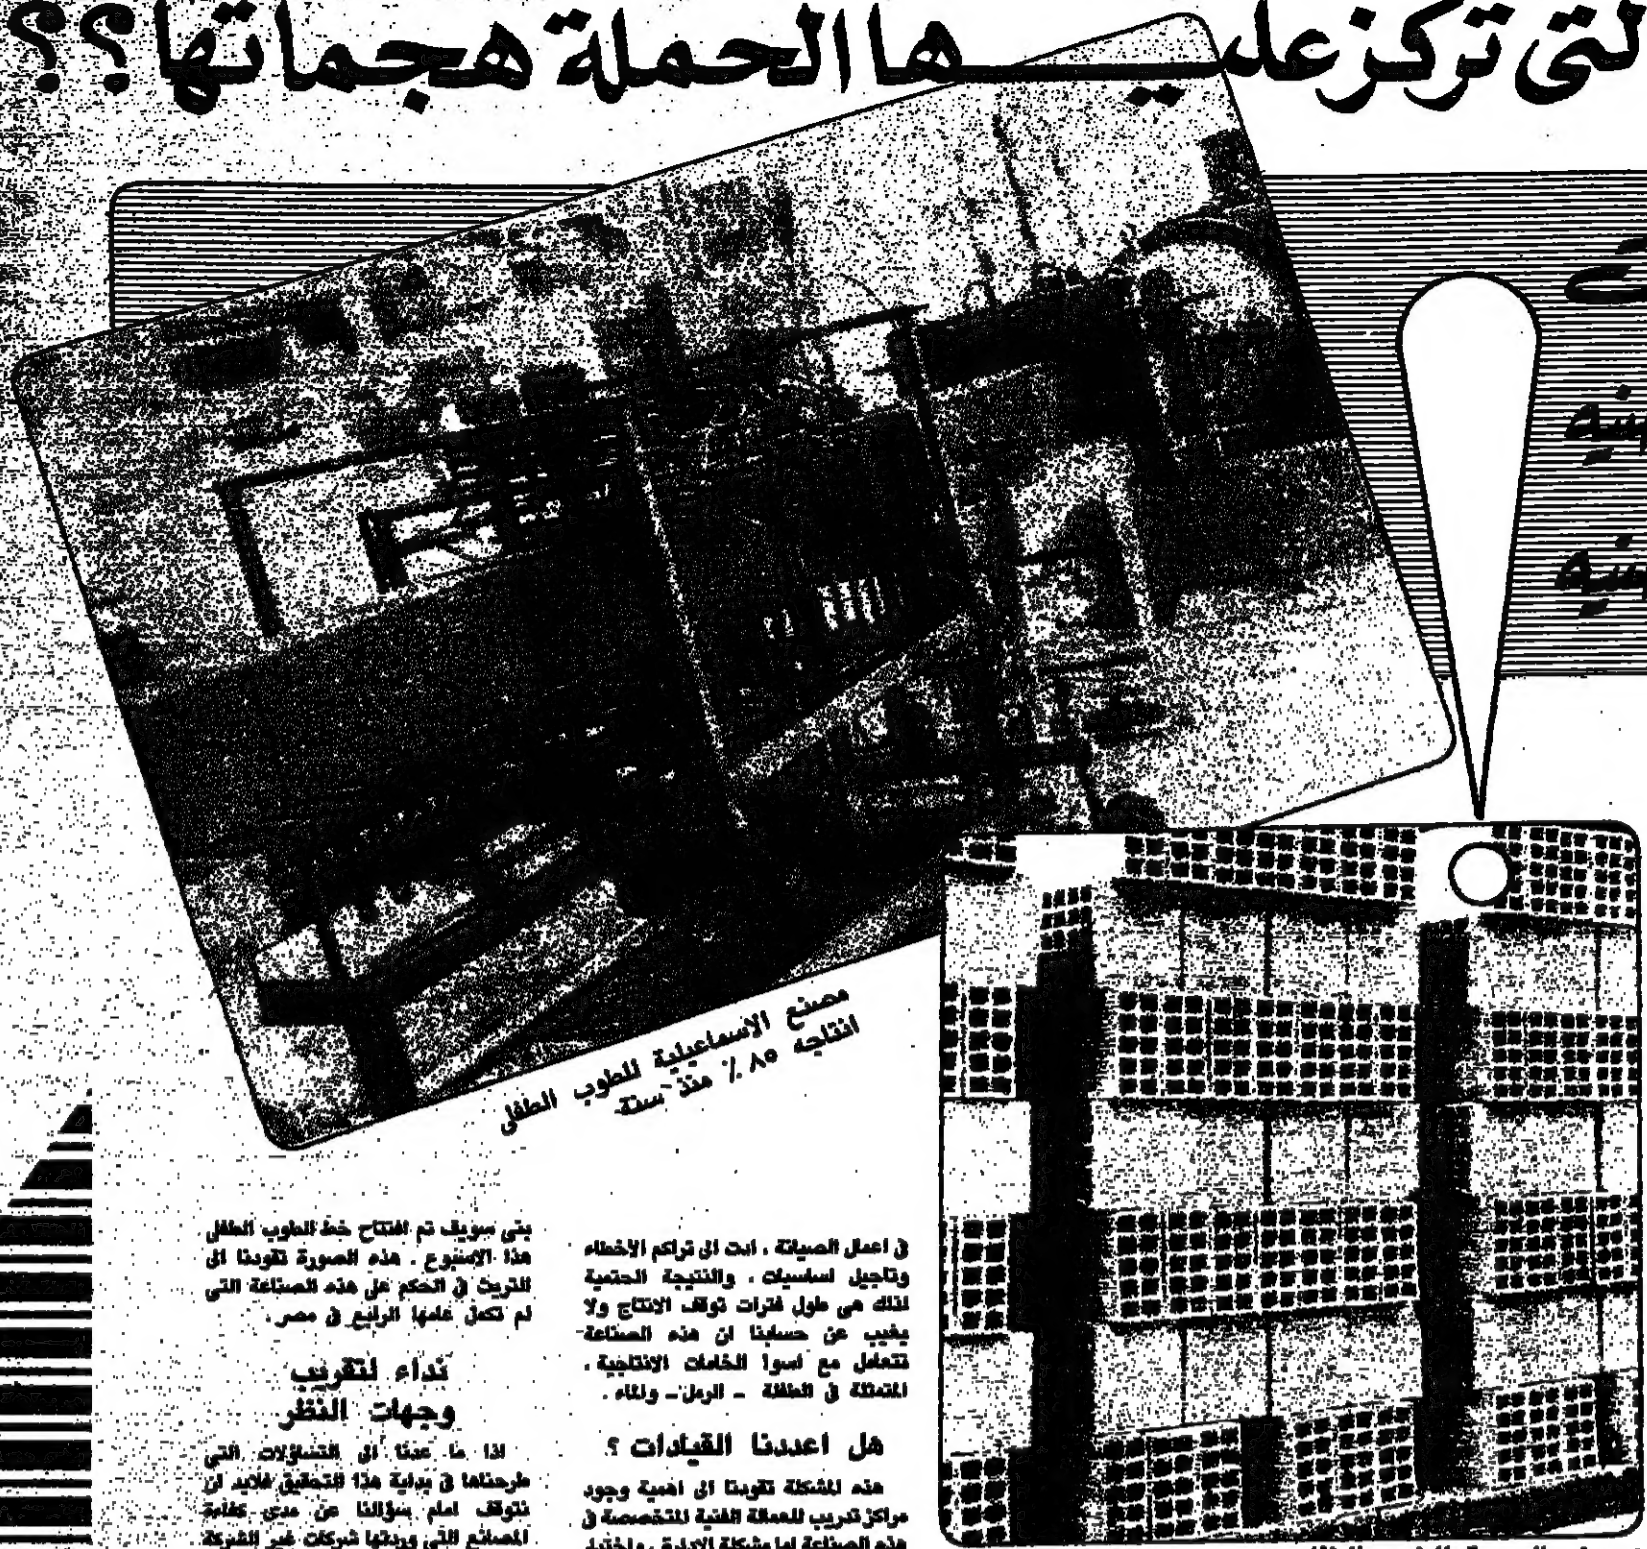 لتى تركز عليها الحملة هجماتها؟؟
مصنع الاسماعيلية للطوب الطفلى
انتاجه ٨٥٪ منذ سنة
فى اعمال الصيانة ، ادت الى تراكم الأخطاء
وتاجيل اساسيات ، والنتيجة الحتمية
لذلك هى طول فترات توقف الانتاج ولا
يغيب عن حسابنا ان هذه الصناعة
تتعامل مع اسوا الخامات الانتاجية ،
المتمثلة فى الطفلة ـ الرمل ـ والماء .
هل اعددنا القيادات ؟
هذه المشكلة تقودنا الى اهمية وجود
مراكز تدريب للعمالة الفنية المتخصصة فى
هذه الصناعة اما مشكلة الادارة ، واختيار
بنى سويف تم افتتاح خط الطوب الطفلى
هذا الاسبوع . هذه الصورة تقودنا الى
التريث فى الحكم على هذه الصناعة التى
لم تكمل عامها الرابع فى مصر .
نداء لتقريب
وجهات النظر
اذا ما عدنا الى التساؤلات التى
طرحناها فى بداية هذا التحقيق فلابد ان
نتوقف امام سؤالنا عن مدى كفاءة
المصانع التى وردتها شركات غير الشركة